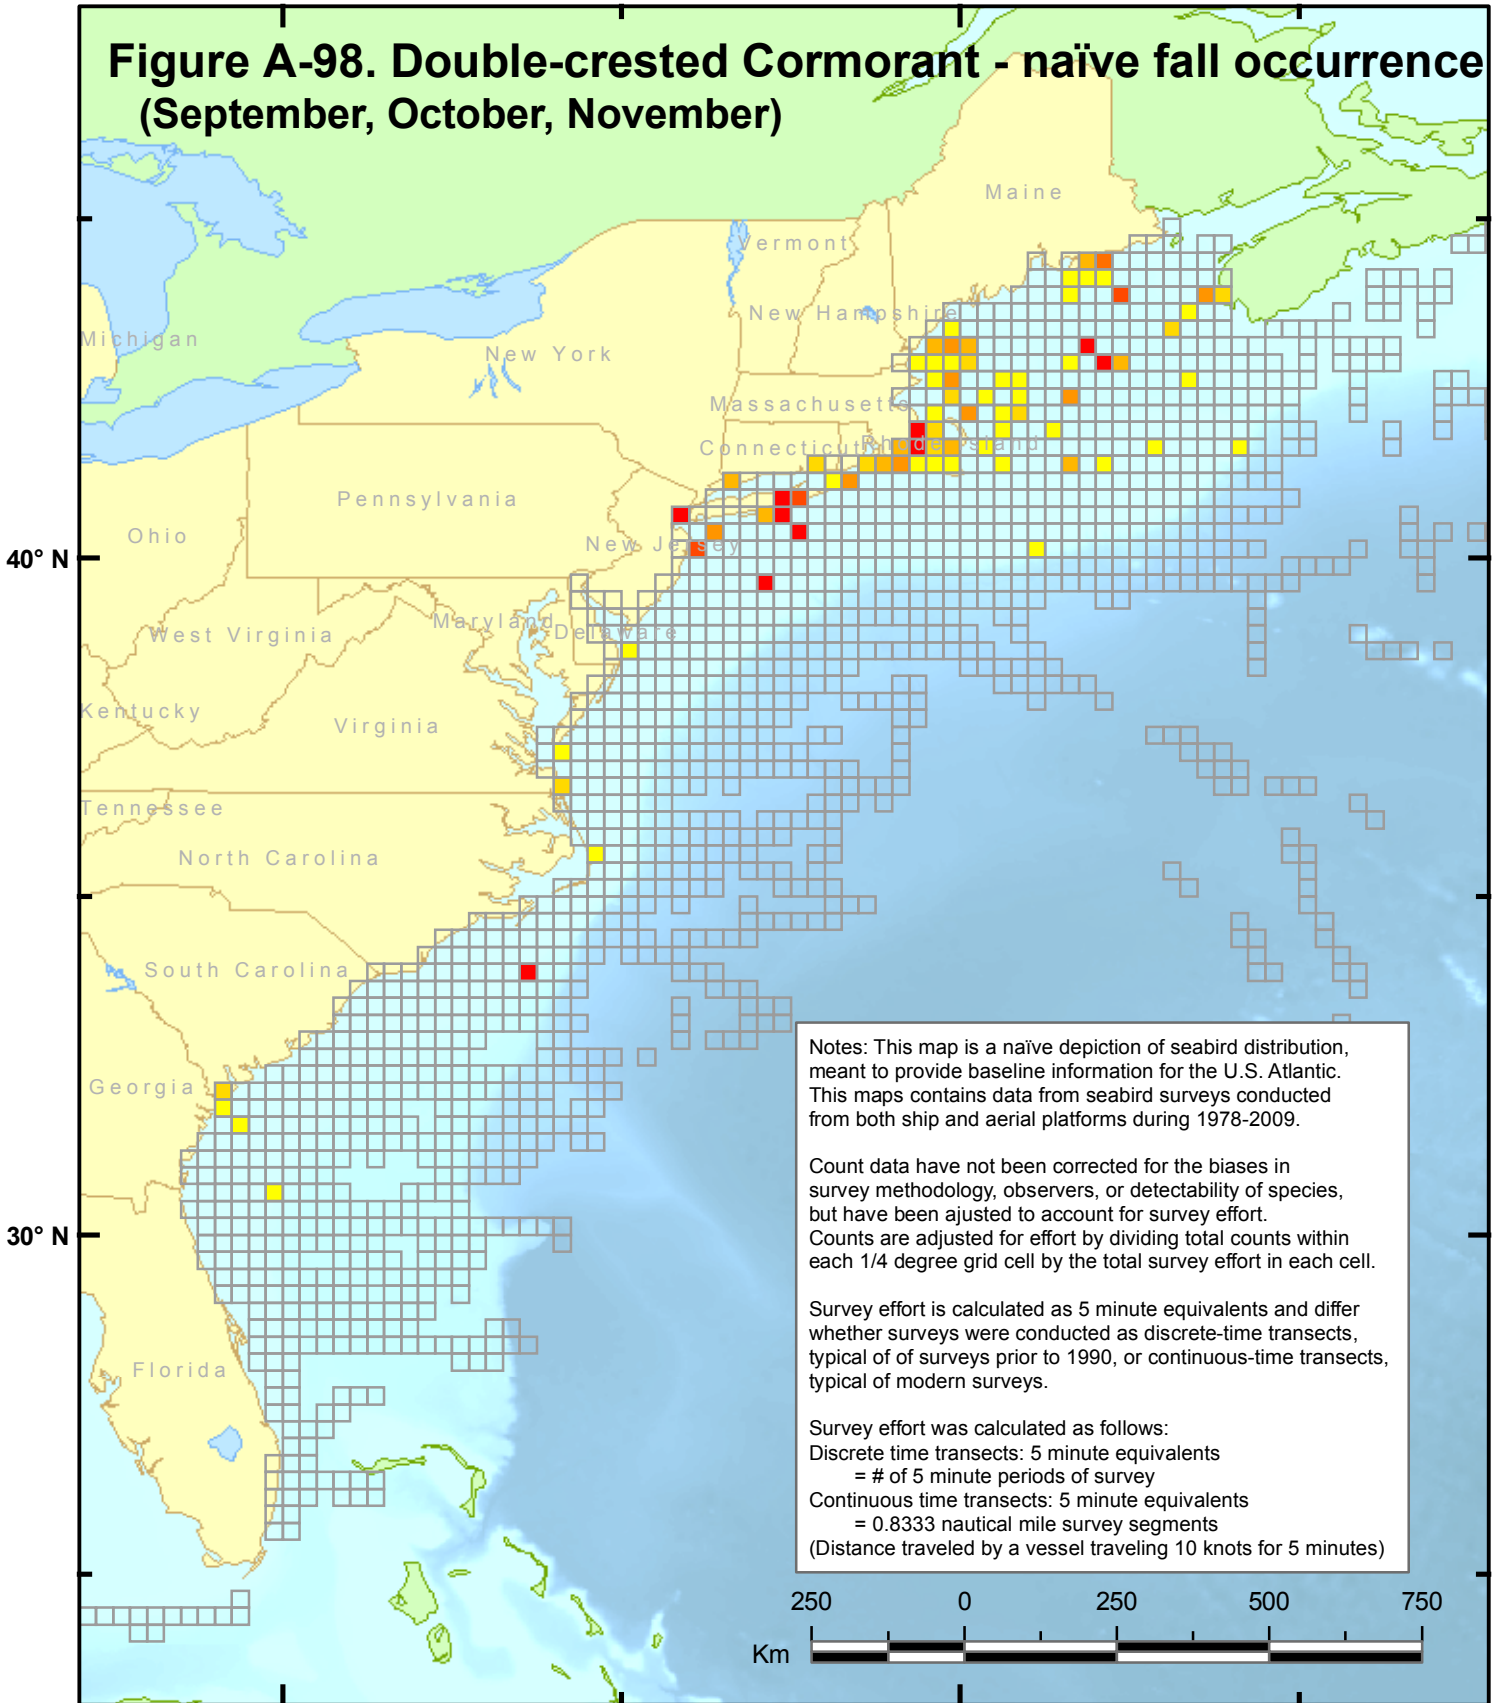 Figure A-98. Double-crested Cormorant - naïve fall occurrence
(September, October, November)
Maine
Vermont
New Hampshire
Michigan
New York
Massachusetts
Connecticut
Rhode Island
Pennsylvania
Ohio
New Jersey
40° N
Maryland
Delaware
West Virginia
Kentucky
Virginia
Tennessee
North Carolina
South Carolina
Georgia
30° N
Florida
Notes: This map is a naïve depiction of seabird distribution,
meant to provide baseline information for the U.S. Atlantic.
This maps contains data from seabird surveys conducted
from both ship and aerial platforms during 1978-2009.
Count data have not been corrected for the biases in
survey methodology, observers, or detectability of species,
but have been ajusted to account for survey effort.
Counts are adjusted for effort by dividing total counts within
each 1/4 degree grid cell by the total survey effort in each cell.
Survey effort is calculated as 5 minute equivalents and differ
whether surveys were conducted as discrete-time transects,
typical of of surveys prior to 1990, or continuous-time transects,
typical of modern surveys.
Survey effort was calculated as follows:
Discrete time transects: 5 minute equivalents
= # of 5 minute periods of survey
Continuous time transects: 5 minute equivalents
= 0.8333 nautical mile survey segments
(Distance traveled by a vessel traveling 10 knots for 5 minutes)
250 0 250 500 750
Km